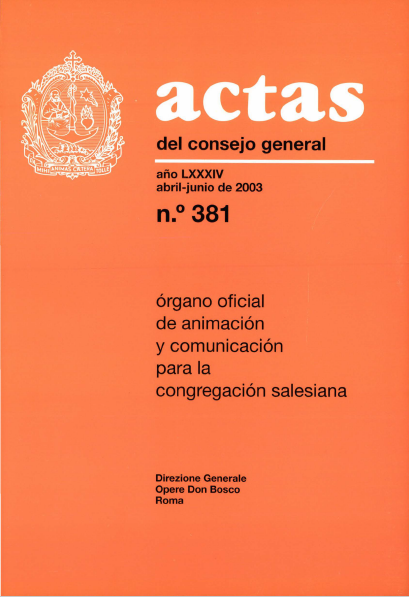 actas
del consejo general
año LXXXIV
abril-junio de 2003
n.º 381
órgano oficial
de animación
y comunicación
para la
congregación salesiana
Direzione Generale
Opere Don Bosco
Roma